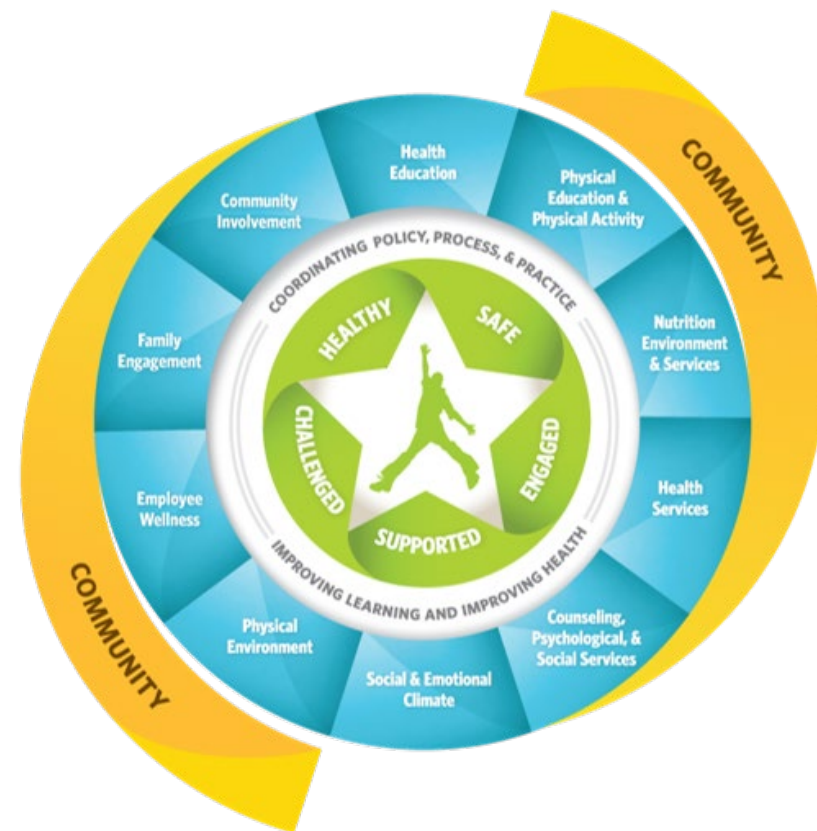 COMMUNITY
Health
Education
Physical
Education &
Physical Activity
Nutrition
Environment
& Services
Health
Services
Counseling,
Psychological, &
Social Services
Social & Emotional
Climate
Physical
Environment
Employee
Wellness
Family
Engagement
Community
Involvement
COORDINATING POLICY, PROCESS, & PRACTICE
IMPROVING LEARNING AND IMPROVING HEALTH
HEALTHY
SAFE
ENGAGED
SUPPORTED
CHALLENGED
COMMUNITY